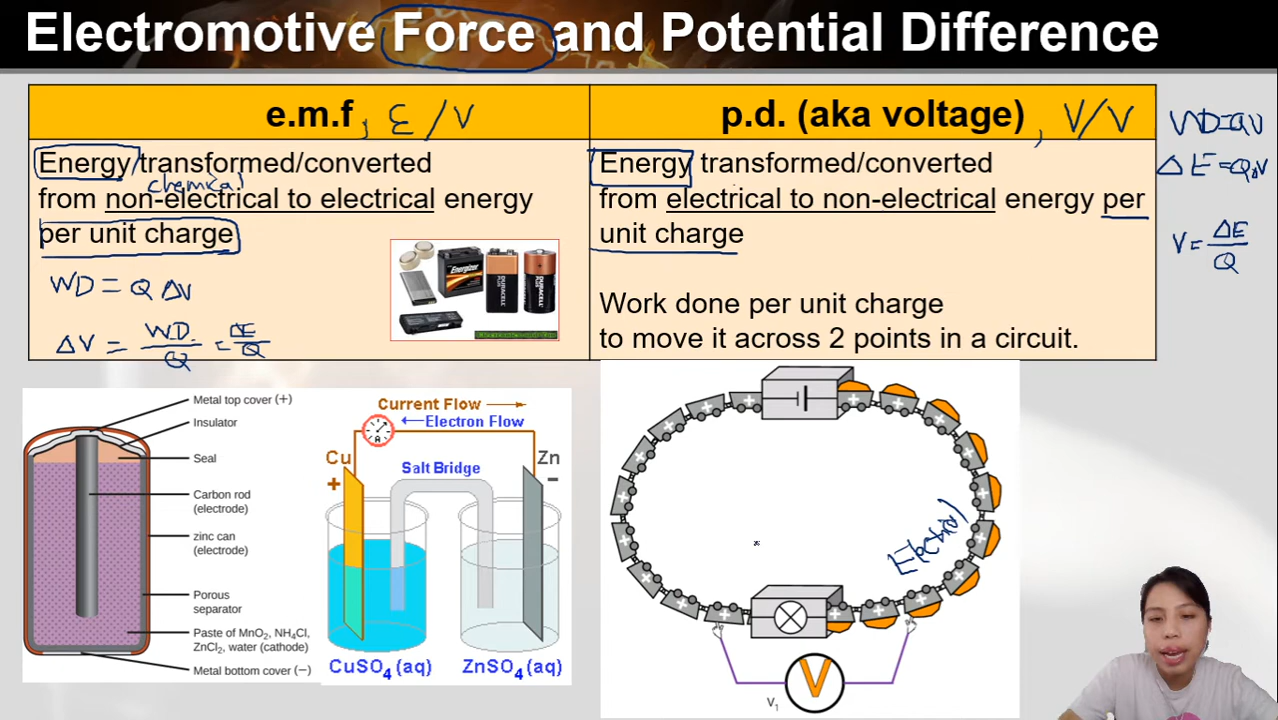 Electromotive Force and Potential Difference
e.m.f, ε/V
p.d. (aka voltage), V/V
WD=QV
ΔE=QΔV
V=ΔE/Q
Energy transformed/converted
chemical
from non-electrical to electrical energy
per unit charge
WD = Q ΔV
ΔV = WD/Q = ΔE/Q
Energizer
DURACELL
DURACELL
Energy transformed/converted
from electrical to non-electrical energy per
unit charge
Work done per unit charge
to move it across 2 points in a circuit.
Metal top cover (+)
Insulator
Seal
Carbon rod
(electrode)
zinc can
(electrode)
Porous
separator
Paste of MnO2, NH4Cl,
ZnCl2, water (cathode)
Metal bottom cover (–)
Current Flow
Electron Flow
A
Cu
Zn
+
–
Salt Bridge
CuSO4 (aq)
ZnSO4 (aq)
Electrical
V1
V